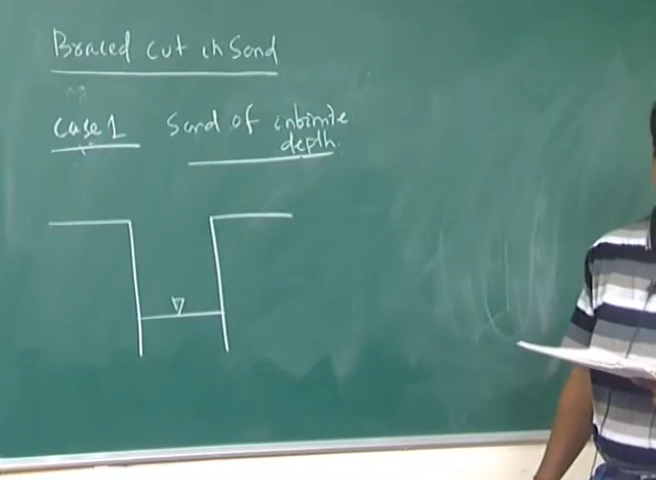 Braced cut in Sand
Case 1 Sand of infinite
depth.